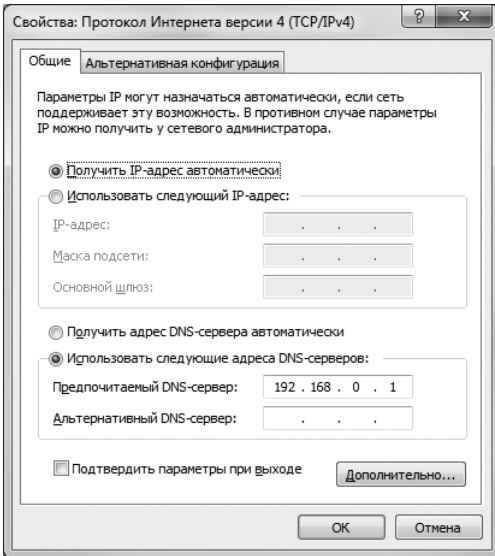 Свойства: Протокол Интернета версии 4 (TCP/IPv4)
Общие Альтернативная конфигурация
Параметры IP могут назначаться автоматически, если сеть
поддерживает эту возможность. В противном случае параметры
IP можно получить у сетевого администратора.
Получить IP-адрес автоматически
Использовать следующий IP-адрес:
IP-адрес: . . .
Маска подсети: . . .
Основной шлюз: . . .
Получить адрес DNS-сервера автоматически
Использовать следующие адреса DNS-серверов:
Предпочитаемый DNS-сервер: 192 . 168 . 0 . 1
Альтернативный DNS-сервер: . . .
Подтвердить параметры при выходе
Дополнительно...
OK Отмена